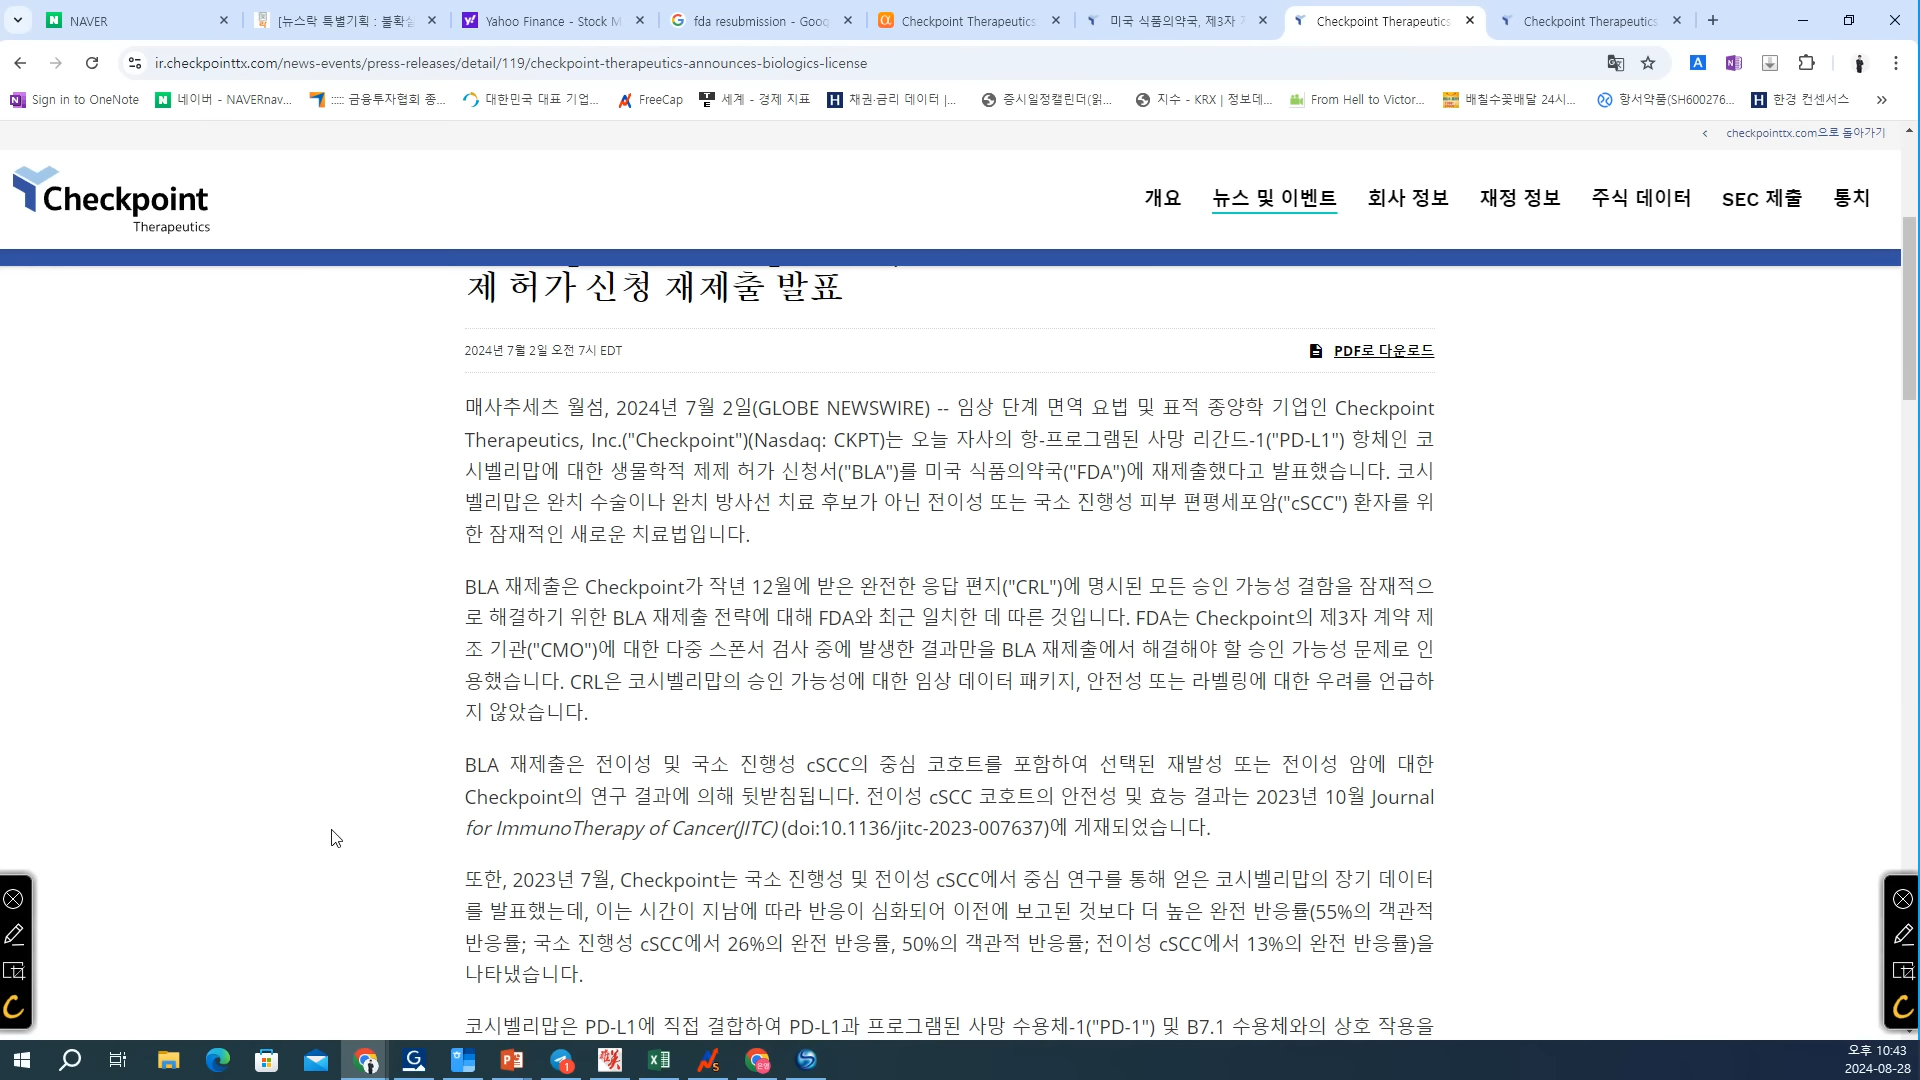 NAVER
[뉴스락 특별기획 : 불확실
Yahoo Finance - Stock M
fda resubmission - Goog
Checkpoint Therapeutics
미국 식품의약국, 제3자
Checkpoint Therapeutics
Checkpoint Therapeutics
ir.checkpointtx.com/news-events/press-releases/detail/119/checkpoint-therapeutics-announces-biologics-license
Sign in to OneNote
네이버 - NAVERnav...
::::: 금융투자협회 종...
대한민국 대표 기업...
FreeCap
세계 - 경제 지표
채권·금리 데이터 |...
증시일정캘린더(읽...
지수 - KRX | 정보데...
From Hell to Victor...
배칠수꽃배달 24시...
항서약품(SH600276...
한경 컨센서스
checkpointtx.com으로 돌아가기
Checkpoint
Therapeutics
개요 뉴스 및 이벤트 회사 정보 재정 정보 주식 데이터 SEC 제출 통치
제 허가 신청 재제출 발표
2024년 7월 2일 오전 7시 EDT
PDF로 다운로드
매사추세츠 월섬, 2024년 7월 2일(GLOBE NEWSWIRE) -- 임상 단계 면역 요법 및 표적 종양학 기업인 Checkpoint
Therapeutics, Inc.("Checkpoint")(Nasdaq: CKPT)는 오늘 자사의 항-프로그램된 사망 리간드-1("PD-L1") 항체인 코
시벨리맙에 대한 생물학적 제제 허가 신청서("BLA")를 미국 식품의약국("FDA")에 재제출했다고 발표했습니다. 코시
벨리맙은 완치 수술이나 완치 방사선 치료 후보가 아닌 전이성 또는 국소 진행성 피부 편평세포암("cSCC") 환자를 위
한 잠재적인 새로운 치료법입니다.
BLA 재제출은 Checkpoint가 작년 12월에 받은 완전한 응답 편지("CRL")에 명시된 모든 승인 가능성 결함을 잠재적으
로 해결하기 위한 BLA 재제출 전략에 대해 FDA와 최근 일치한 데 따른 것입니다. FDA는 Checkpoint의 제3자 계약 제
조 기관("CMO")에 대한 다중 스폰서 검사 중에 발생한 결과만을 BLA 재제출에서 해결해야 할 승인 가능성 문제로 인
용했습니다. CRL은 코시벨리맙의 승인 가능성에 대한 임상 데이터 패키지, 안전성 또는 라벨링에 대한 우려를 언급하
지 않았습니다.
BLA 재제출은 전이성 및 국소 진행성 cSCC의 중심 코호트를 포함하여 선택된 재발성 또는 전이성 암에 대한
Checkpoint의 연구 결과에 의해 뒷받침됩니다. 전이성 cSCC 코호트의 안전성 및 효능 결과는 2023년 10월 Journal
for ImmunoTherapy of Cancer(JITC) (doi:10.1136/jitc-2023-007637)에 게재되었습니다.
또한, 2023년 7월, Checkpoint는 국소 진행성 및 전이성 cSCC에서 중심 연구를 통해 얻은 코시벨리맙의 장기 데이터
를 발표했는데, 이는 시간이 지남에 따라 반응이 심화되어 이전에 보고된 것보다 더 높은 완전 반응률(55%의 객관적
반응률; 국소 진행성 cSCC에서 26%의 완전 반응률, 50%의 객관적 반응률; 전이성 cSCC에서 13%의 완전 반응률)을
나타냈습니다.
코시벨리맙은 PD-L1에 직접 결합하여 PD-L1과 프로그램된 사망 수용체-1("PD-1") 및 B7.1 수용체와의 상호 작용을
오후 10:43
2024-08-28